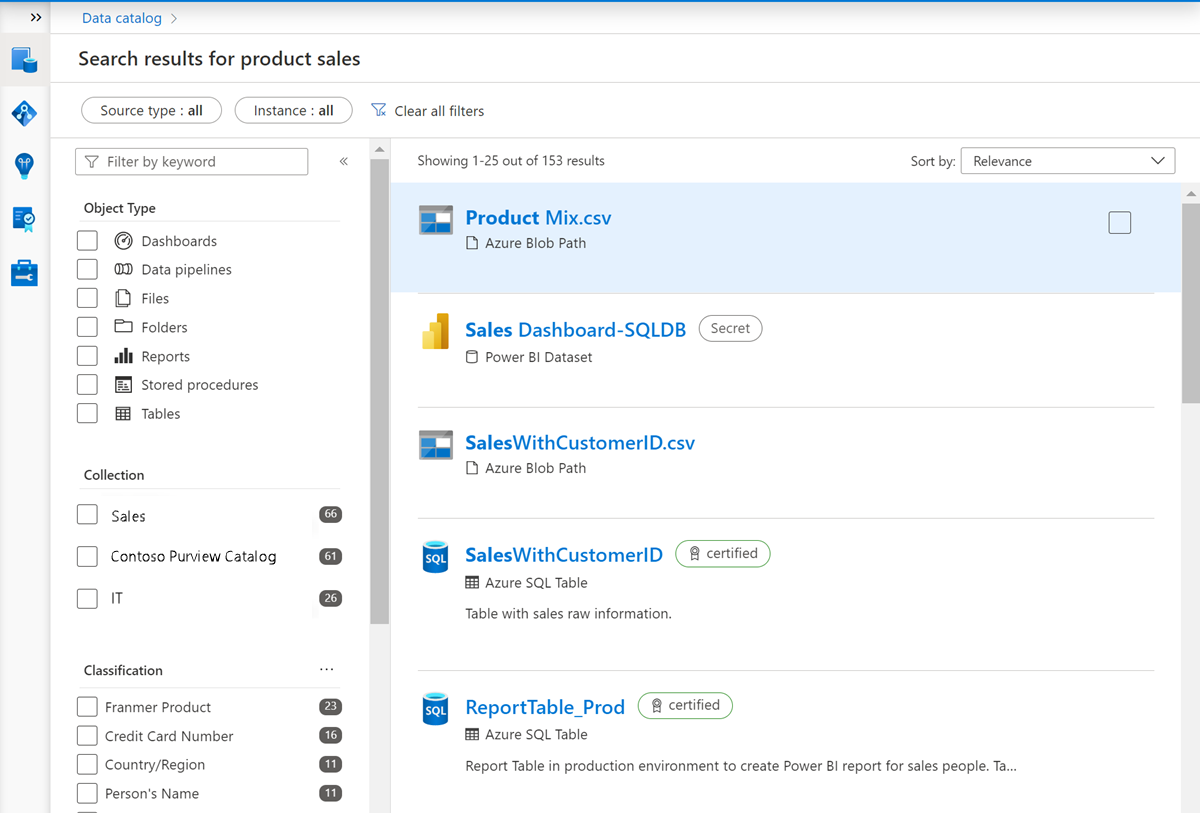 Data catalog
Search results for product sales
Source type : all
Instance : all
Clear all filters
Filter by keyword
Object Type
Dashboards
Data pipelines
Files
Folders
Reports
Stored procedures
Tables
Collection
Sales 66
Contoso Purview Catalog 61
IT 26
Classification ...
Franmer Product 23
Credit Card Number 16
Country/Region 11
Person's Name 11
Showing 1-25 out of 153 results
Sort by: Relevance
Product Mix.csv
Azure Blob Path
Sales Dashboard-SQLDB Secret
Power BI Dataset
SalesWithCustomerID.csv
Azure Blob Path
SQL SalesWithCustomerID certified
Azure SQL Table
Table with sales raw information.
SQL ReportTable_Prod certified
Azure SQL Table
Report Table in production environment to create Power BI report for sales people. Ta...